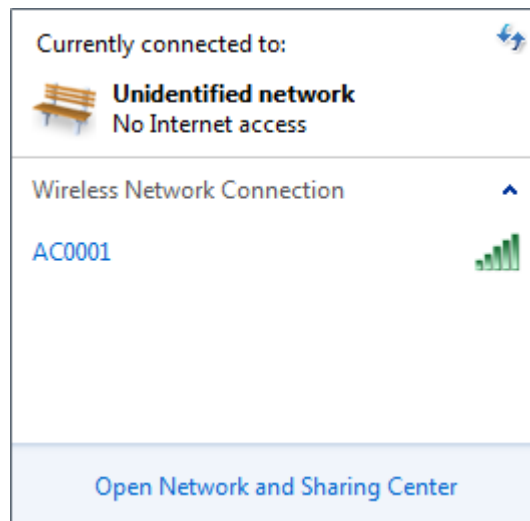 Currently connected to:
Unidentified network
No Internet access
Wireless Network Connection
AC0001
Open Network and Sharing Center